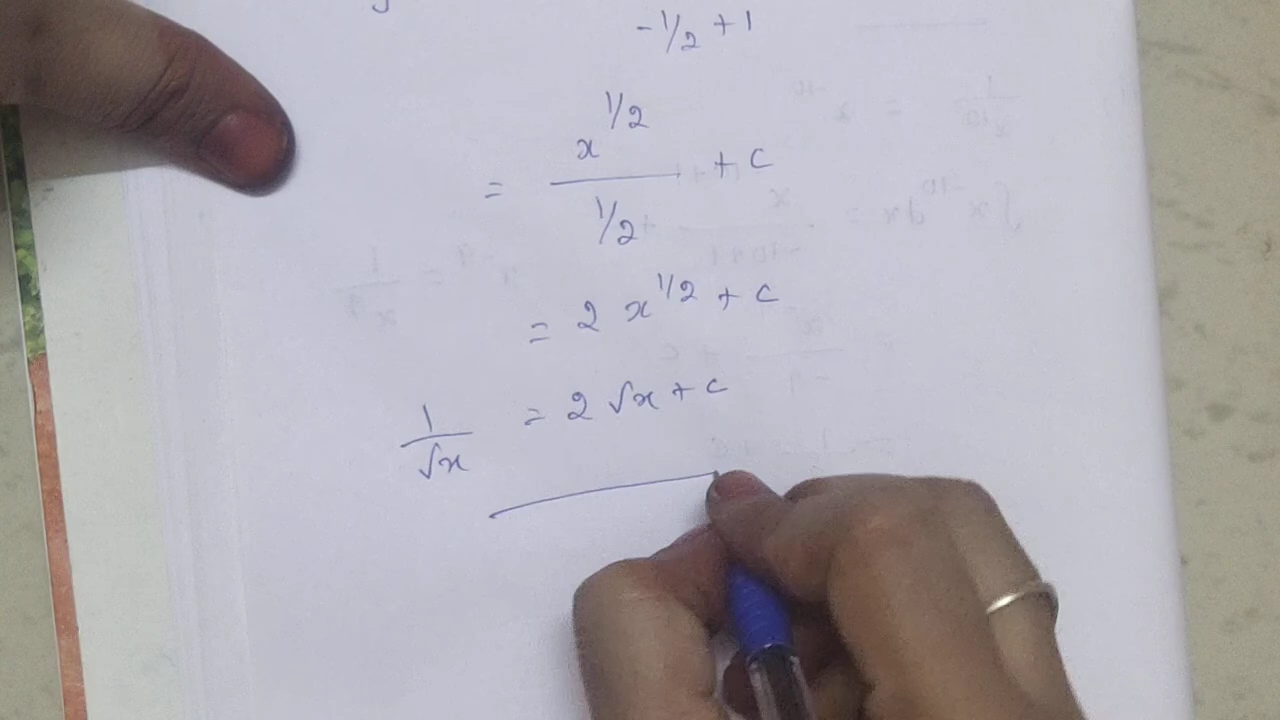 -1/2 + 1
= x^1/2 / 1/2 + c
= 2 x^1/2 + c
1/√x = 2 √x + c